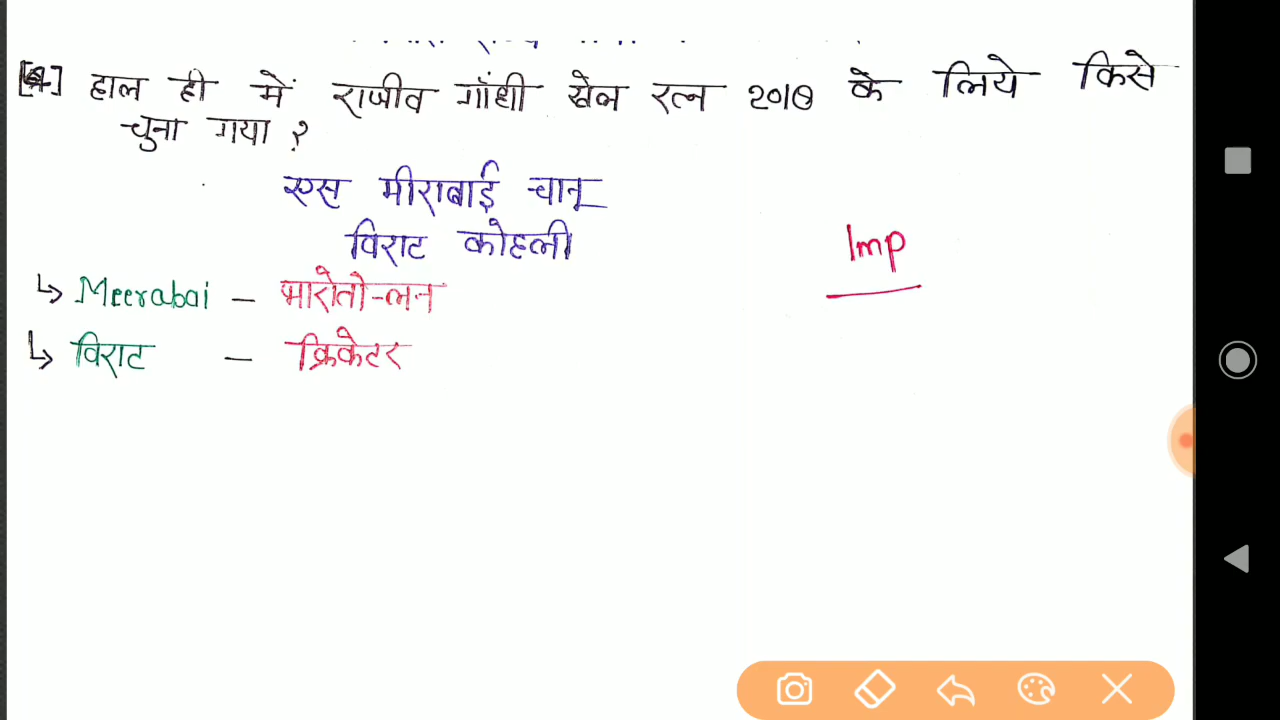 [4] हाल ही में राजीव गाँधी खेल रत्न 2018 के लिये किसे
चुना गया ?
एस मीराबाई चानू
विराट कोहली
Imp
↳ Meerabai – भारोतोलन
↳ विराट – क्रिकेटर